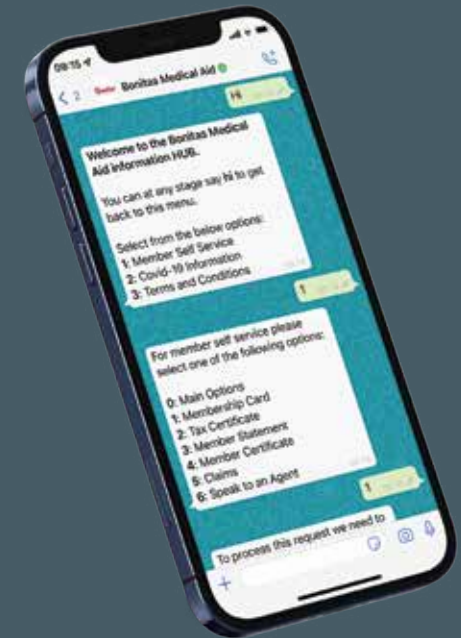 09:15
2 Bonitas Medical Aid
Hi
Welcome to the Bonitas Medical
Aid information HUB.
You can at any stage say hi to get
back to this menu.
Select from the below options:
1: Member Self Service
2: Covid-19 Information
3: Terms and Conditions
1
For member self service please
select one of the following options:
0: Main Options
1: Membership Card
2: Tax Certificate
3: Member Statement
4: Member Certificate
5: Claims
6: Speak to an Agent
1
To process this request we need to